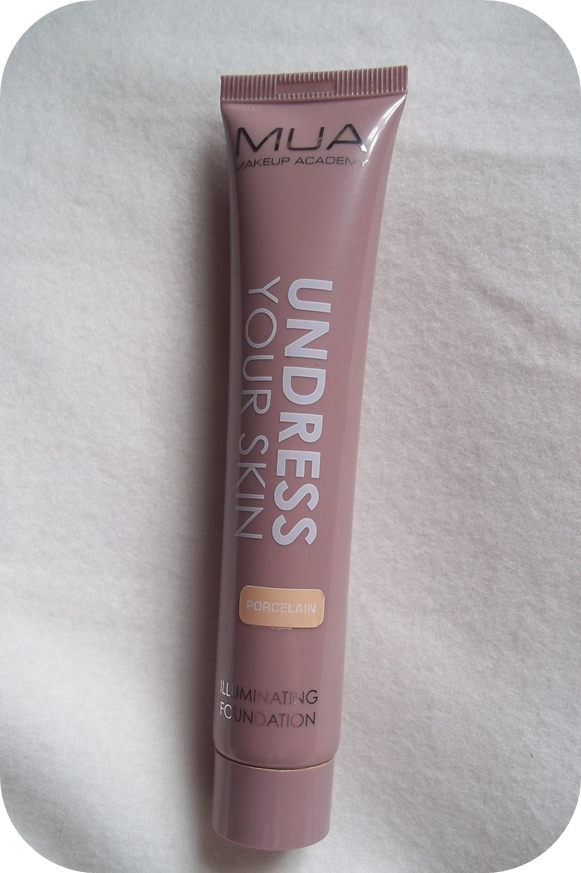 MUA
MAKEUP ACADEMY
UNDRESS
YOUR SKIN
PORCELAIN
ILLUMINATING
FOUNDATION